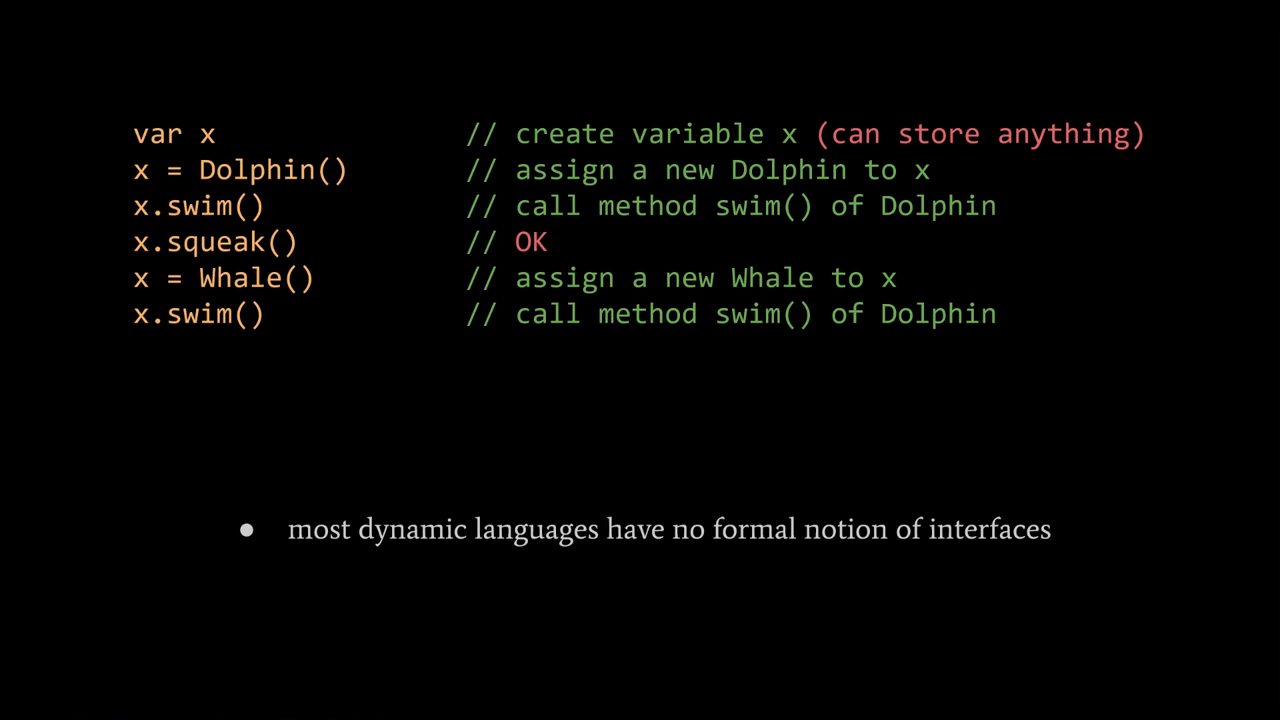 var x // create variable x (can store anything)
x = Dolphin() // assign a new Dolphin to x
x.swim() // call method swim() of Dolphin
x.squeak() // OK
x = Whale() // assign a new Whale to x
x.swim() // call method swim() of Dolphin
● most dynamic languages have no formal notion of interfaces